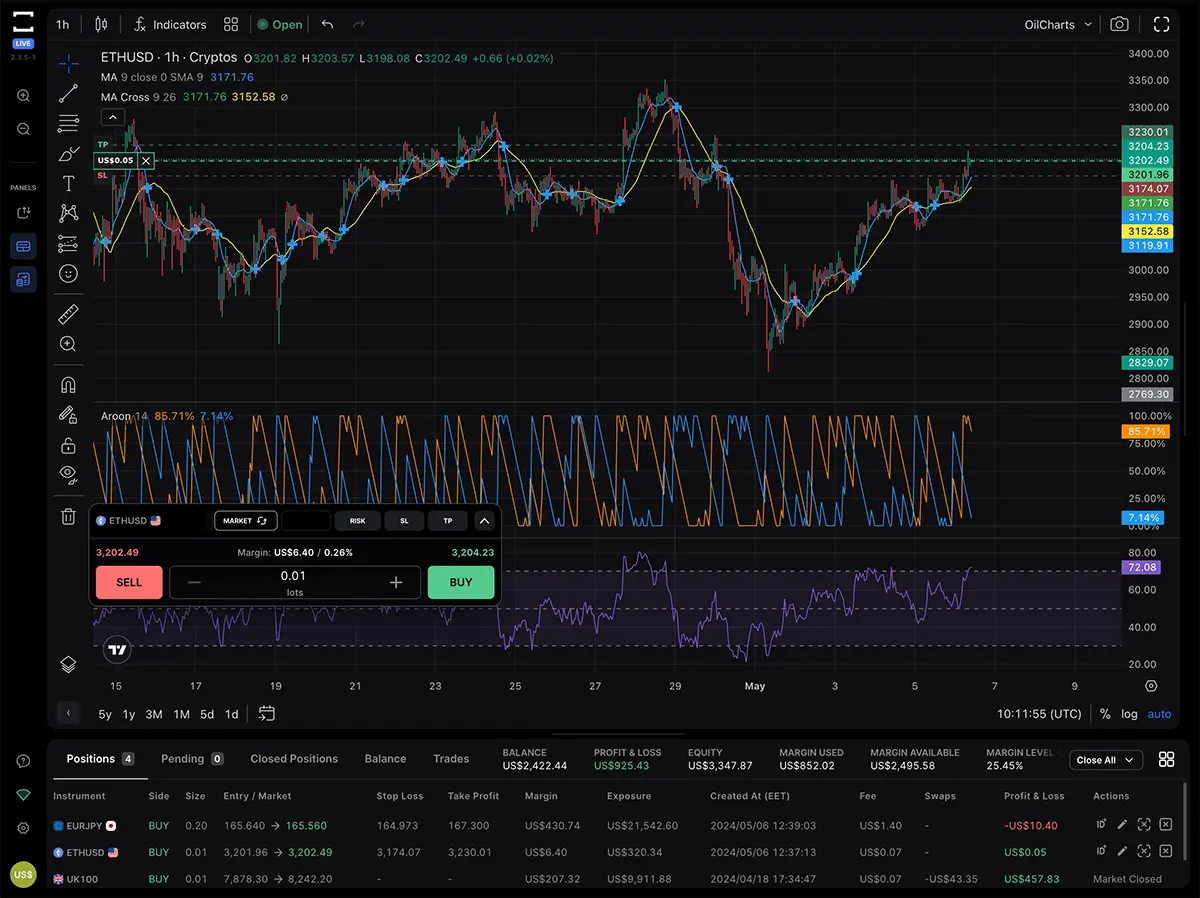 1h Indicators Open OilCharts
LIVE
2.3.5-1
ETHUSD · 1h · Cryptos O3201.82 H3203.57 L3198.08 C3202.49 +0.66 (+0.02%)
MA 9 close 0 SMA 9 3171.76
MA Cross 9 26 3171.76 3152.58 ∅
TP
US$0.05
SL
PANELS
3400.00
3350.00
3300.00
3230.01
3204.23
3202.49
3201.96
3174.07
3171.76
3171.76
3152.58
3119.91
3000.00
2950.00
2900.00
2850.00
2829.07
2800.00
2769.30
Aroon 14 85.71% 7.14%
100.00%
85.71%
75.00%
50.00%
25.00%
7.14%
0.00%
ETHUSD MARKET RISK SL TP
3,202.49 Margin: US$6.40 / 0.26% 3,204.23
SELL 0.01 BUY
lots
80.00
72.08
60.00
40.00
20.00
15 17 19 21 23 25 27 29 May 3 5 7 9
5y 1y 3M 1M 5d 1d 10:11:55 (UTC) % log auto
Positions 4 Pending 0 Closed Positions Balance Trades BALANCE PROFIT & LOSS EQUITY MARGIN USED MARGIN AVAILABLE MARGIN LEVEL Close All
US$2,422.44 US$925.43 US$3,347.87 US$852.02 US$2,495.58 25.45%
Instrument Side Size Entry / Market Stop Loss Take Profit Margin Exposure Created At (EET) Fee Swaps Profit & Loss Actions
EURJPY BUY 0.20 165.640 → 165.560 164.973 167.300 US$430.74 US$21,542.60 2024/05/06 12:39:03 US$1.40 - -US$10.40 ID
ETHUSD BUY 0.01 3,201.96 → 3,202.49 3,174.07 3,230.01 US$6.40 US$320.34 2024/05/06 12:37:13 US$0.07 - US$0.05 ID
UK100 BUY 0.01 7,878.30 → 8,242.20 - - US$207.32 US$9,911.88 2024/04/18 17:34:47 US$0.07 -US$43.35 US$457.83 Market Closed
US$